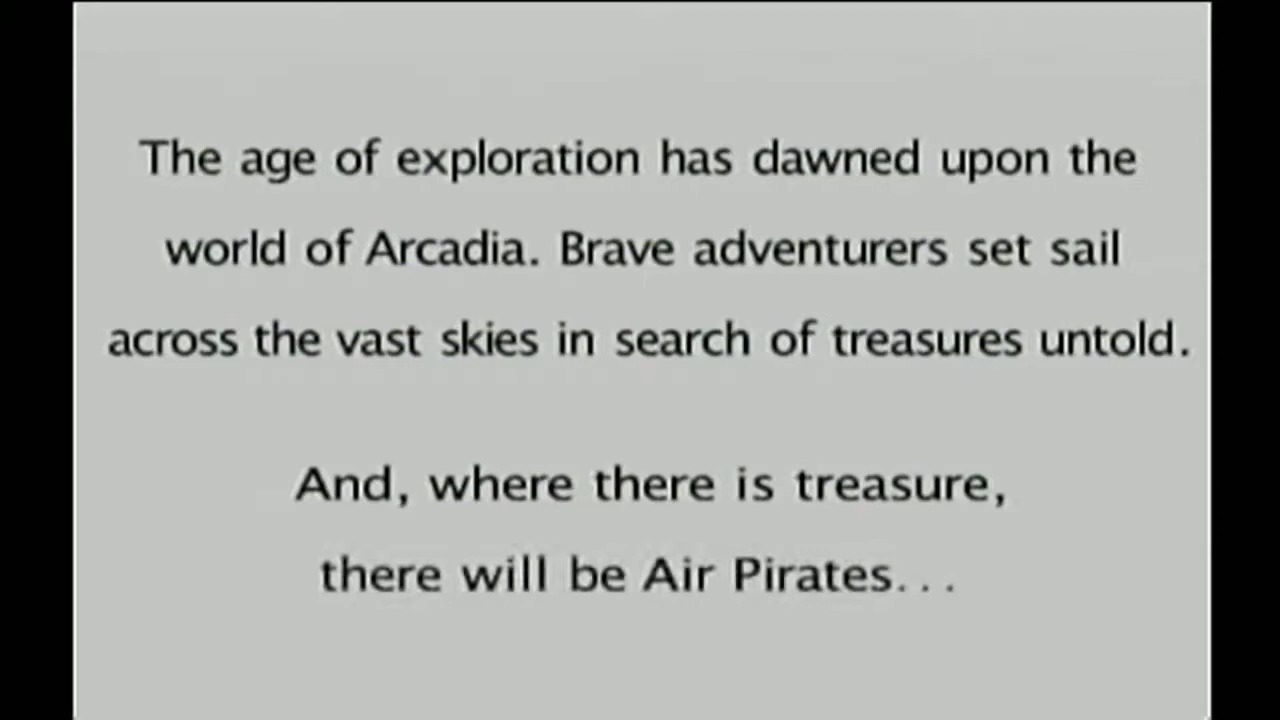 The age of exploration has dawned upon the
world of Arcadia. Brave adventurers set sail
across the vast skies in search of treasures untold.
And, where there is treasure,
there will be Air Pirates...